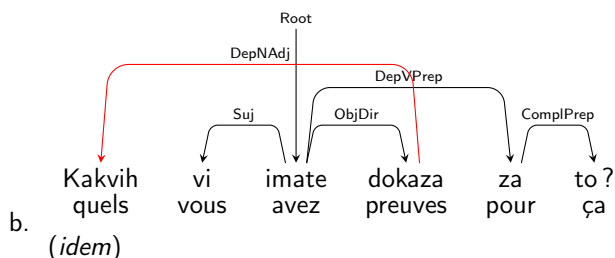 Root
DepNAdj
DepVPrep
Suj ObjDir ComplPrep
Kakvih vi imate dokaza za to ?
quels vous avez preuves pour ça
b.
(idem)